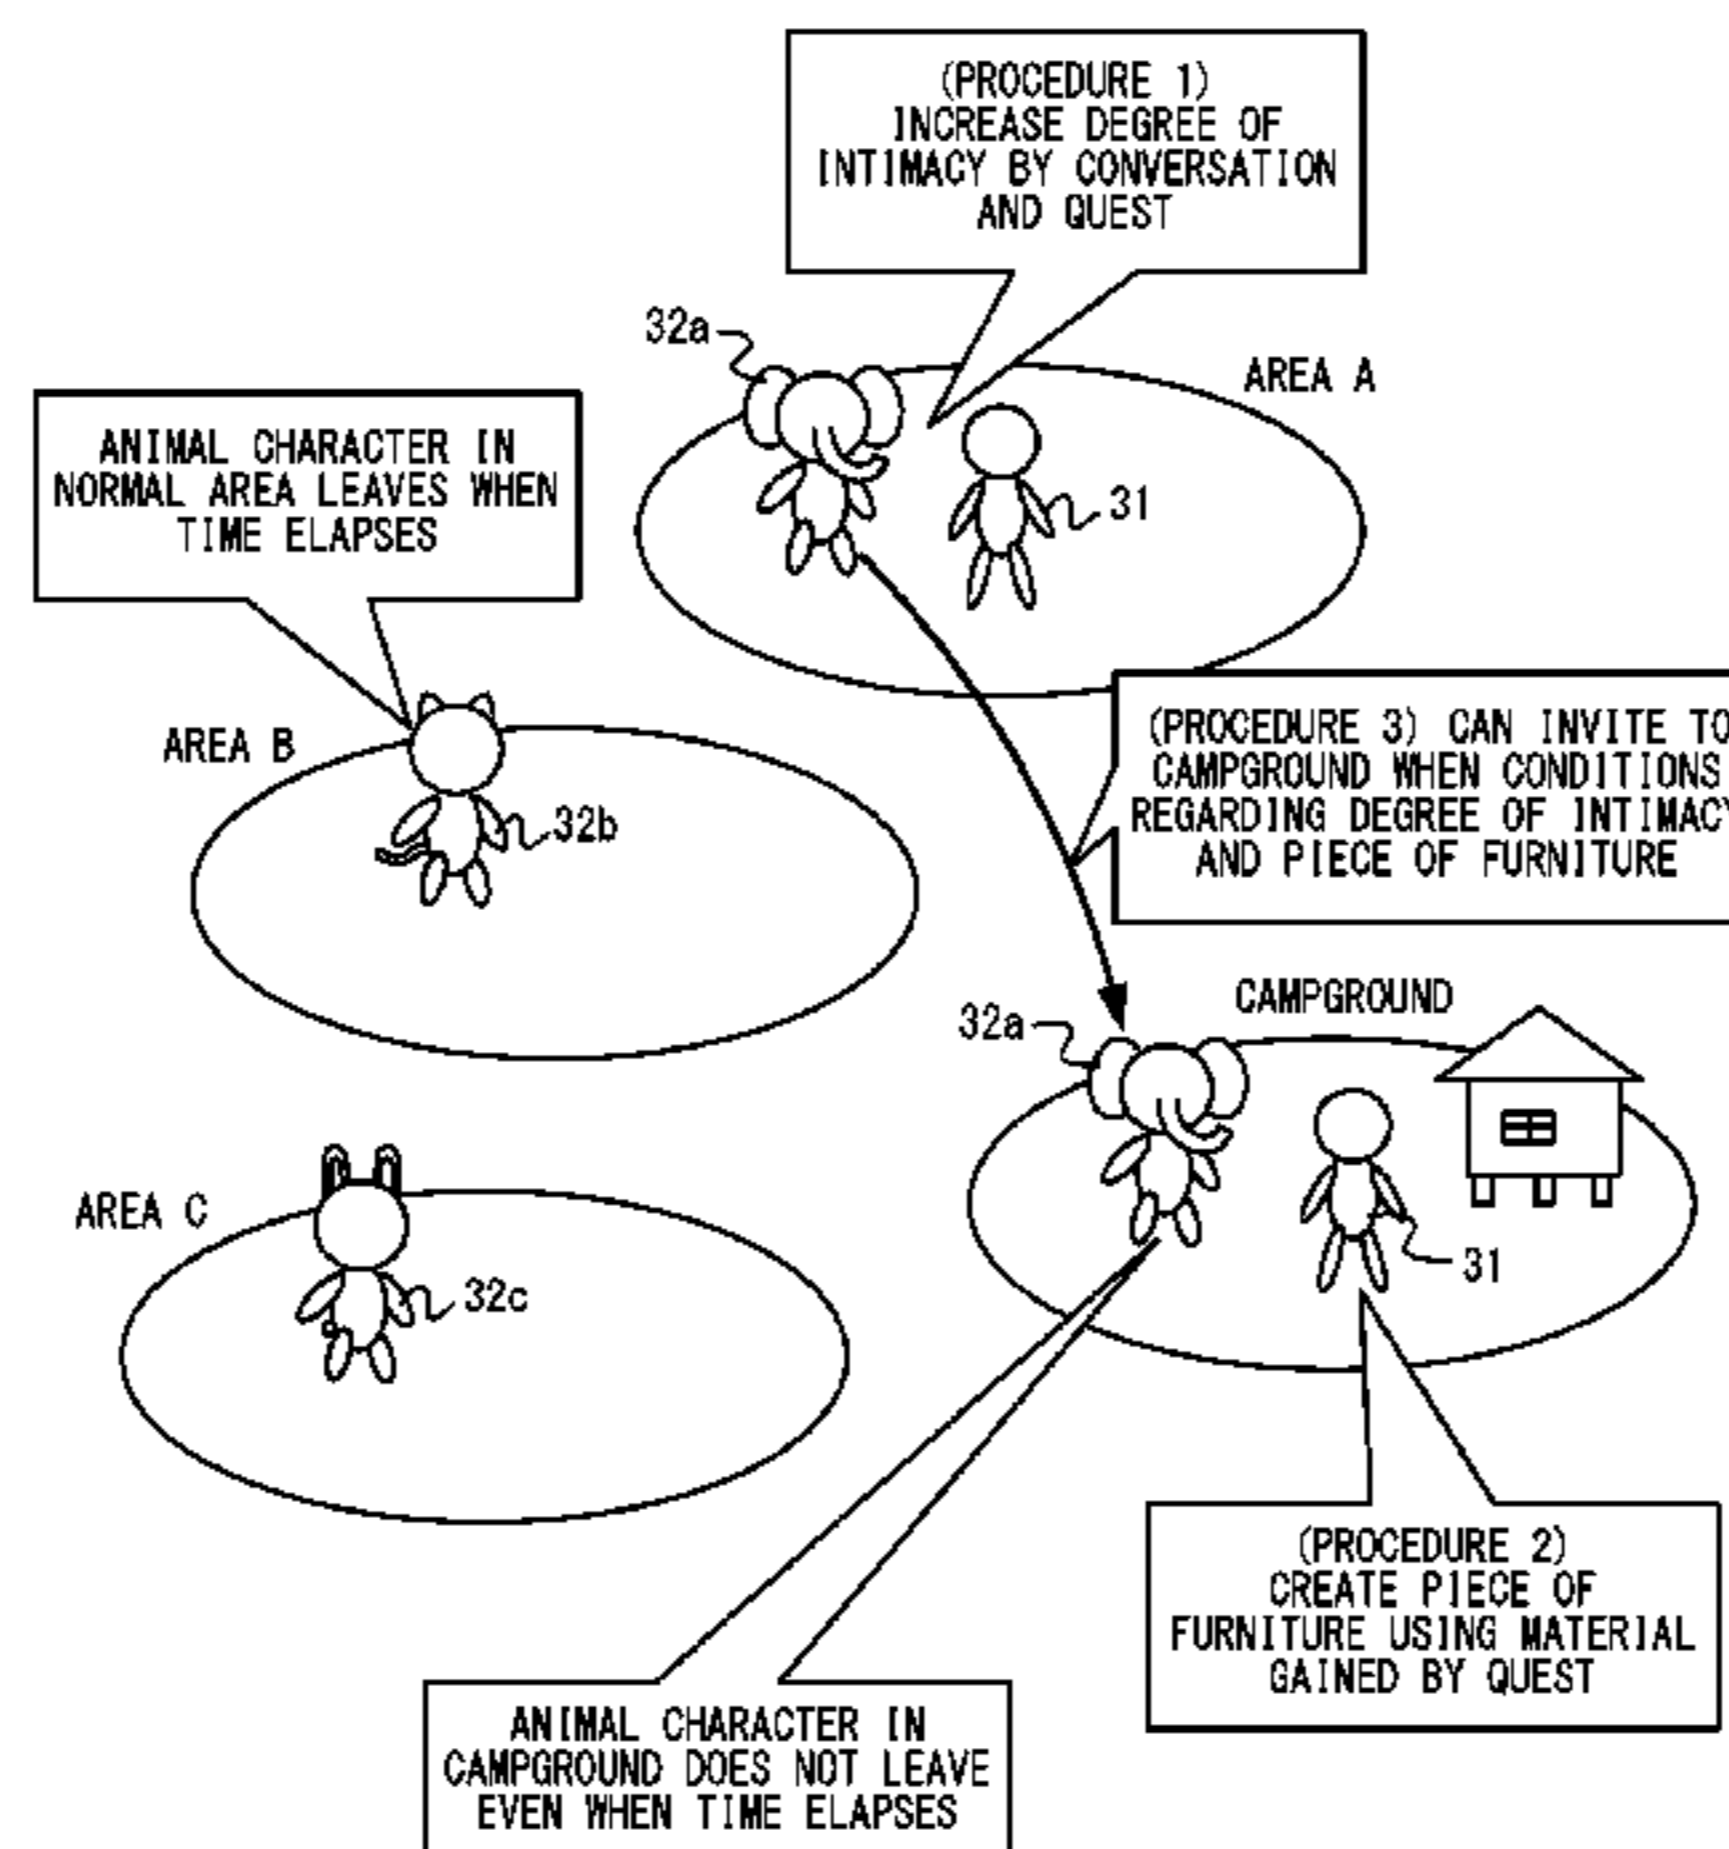 (PROCEDURE 1)
INCREASE DEGREE OF
INTIMACY BY CONVERSATION
AND QUEST
32a
AREA A
31
ANIMAL CHARACTER IN
NORMAL AREA LEAVES WHEN
TIME ELAPSES
AREA B
32b
(PROCEDURE 3) CAN INVITE TO
CAMPGROUND WHEN CONDITIONS
REGARDING DEGREE OF INTIMACY
AND PIECE OF FURNITURE
CAMPGROUND
32a
31
AREA C
32c
(PROCEDURE 2)
CREATE PIECE OF
FURNITURE USING MATERIAL
GAINED BY QUEST
ANIMAL CHARACTER IN
CAMPGROUND DOES NOT LEAVE
EVEN WHEN TIME ELAPSES